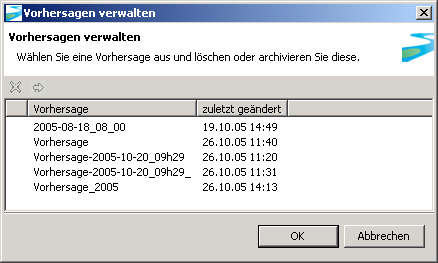 Vorhersagen verwalten
Vorhersagen verwalten
Wählen Sie eine Vorhersage aus und löschen oder archivieren Sie diese.
Vorhersage zuletzt geändert
2005-08-18_08_00 19.10.05 14:49
Vorhersage 26.10.05 11:40
Vorhersage-2005-10-20_09h29 26.10.05 11:20
Vorhersage-2005-10-20_09h29_ 26.10.05 11:31
Vorhersage_2005 26.10.05 14:13
OK Abbrechen